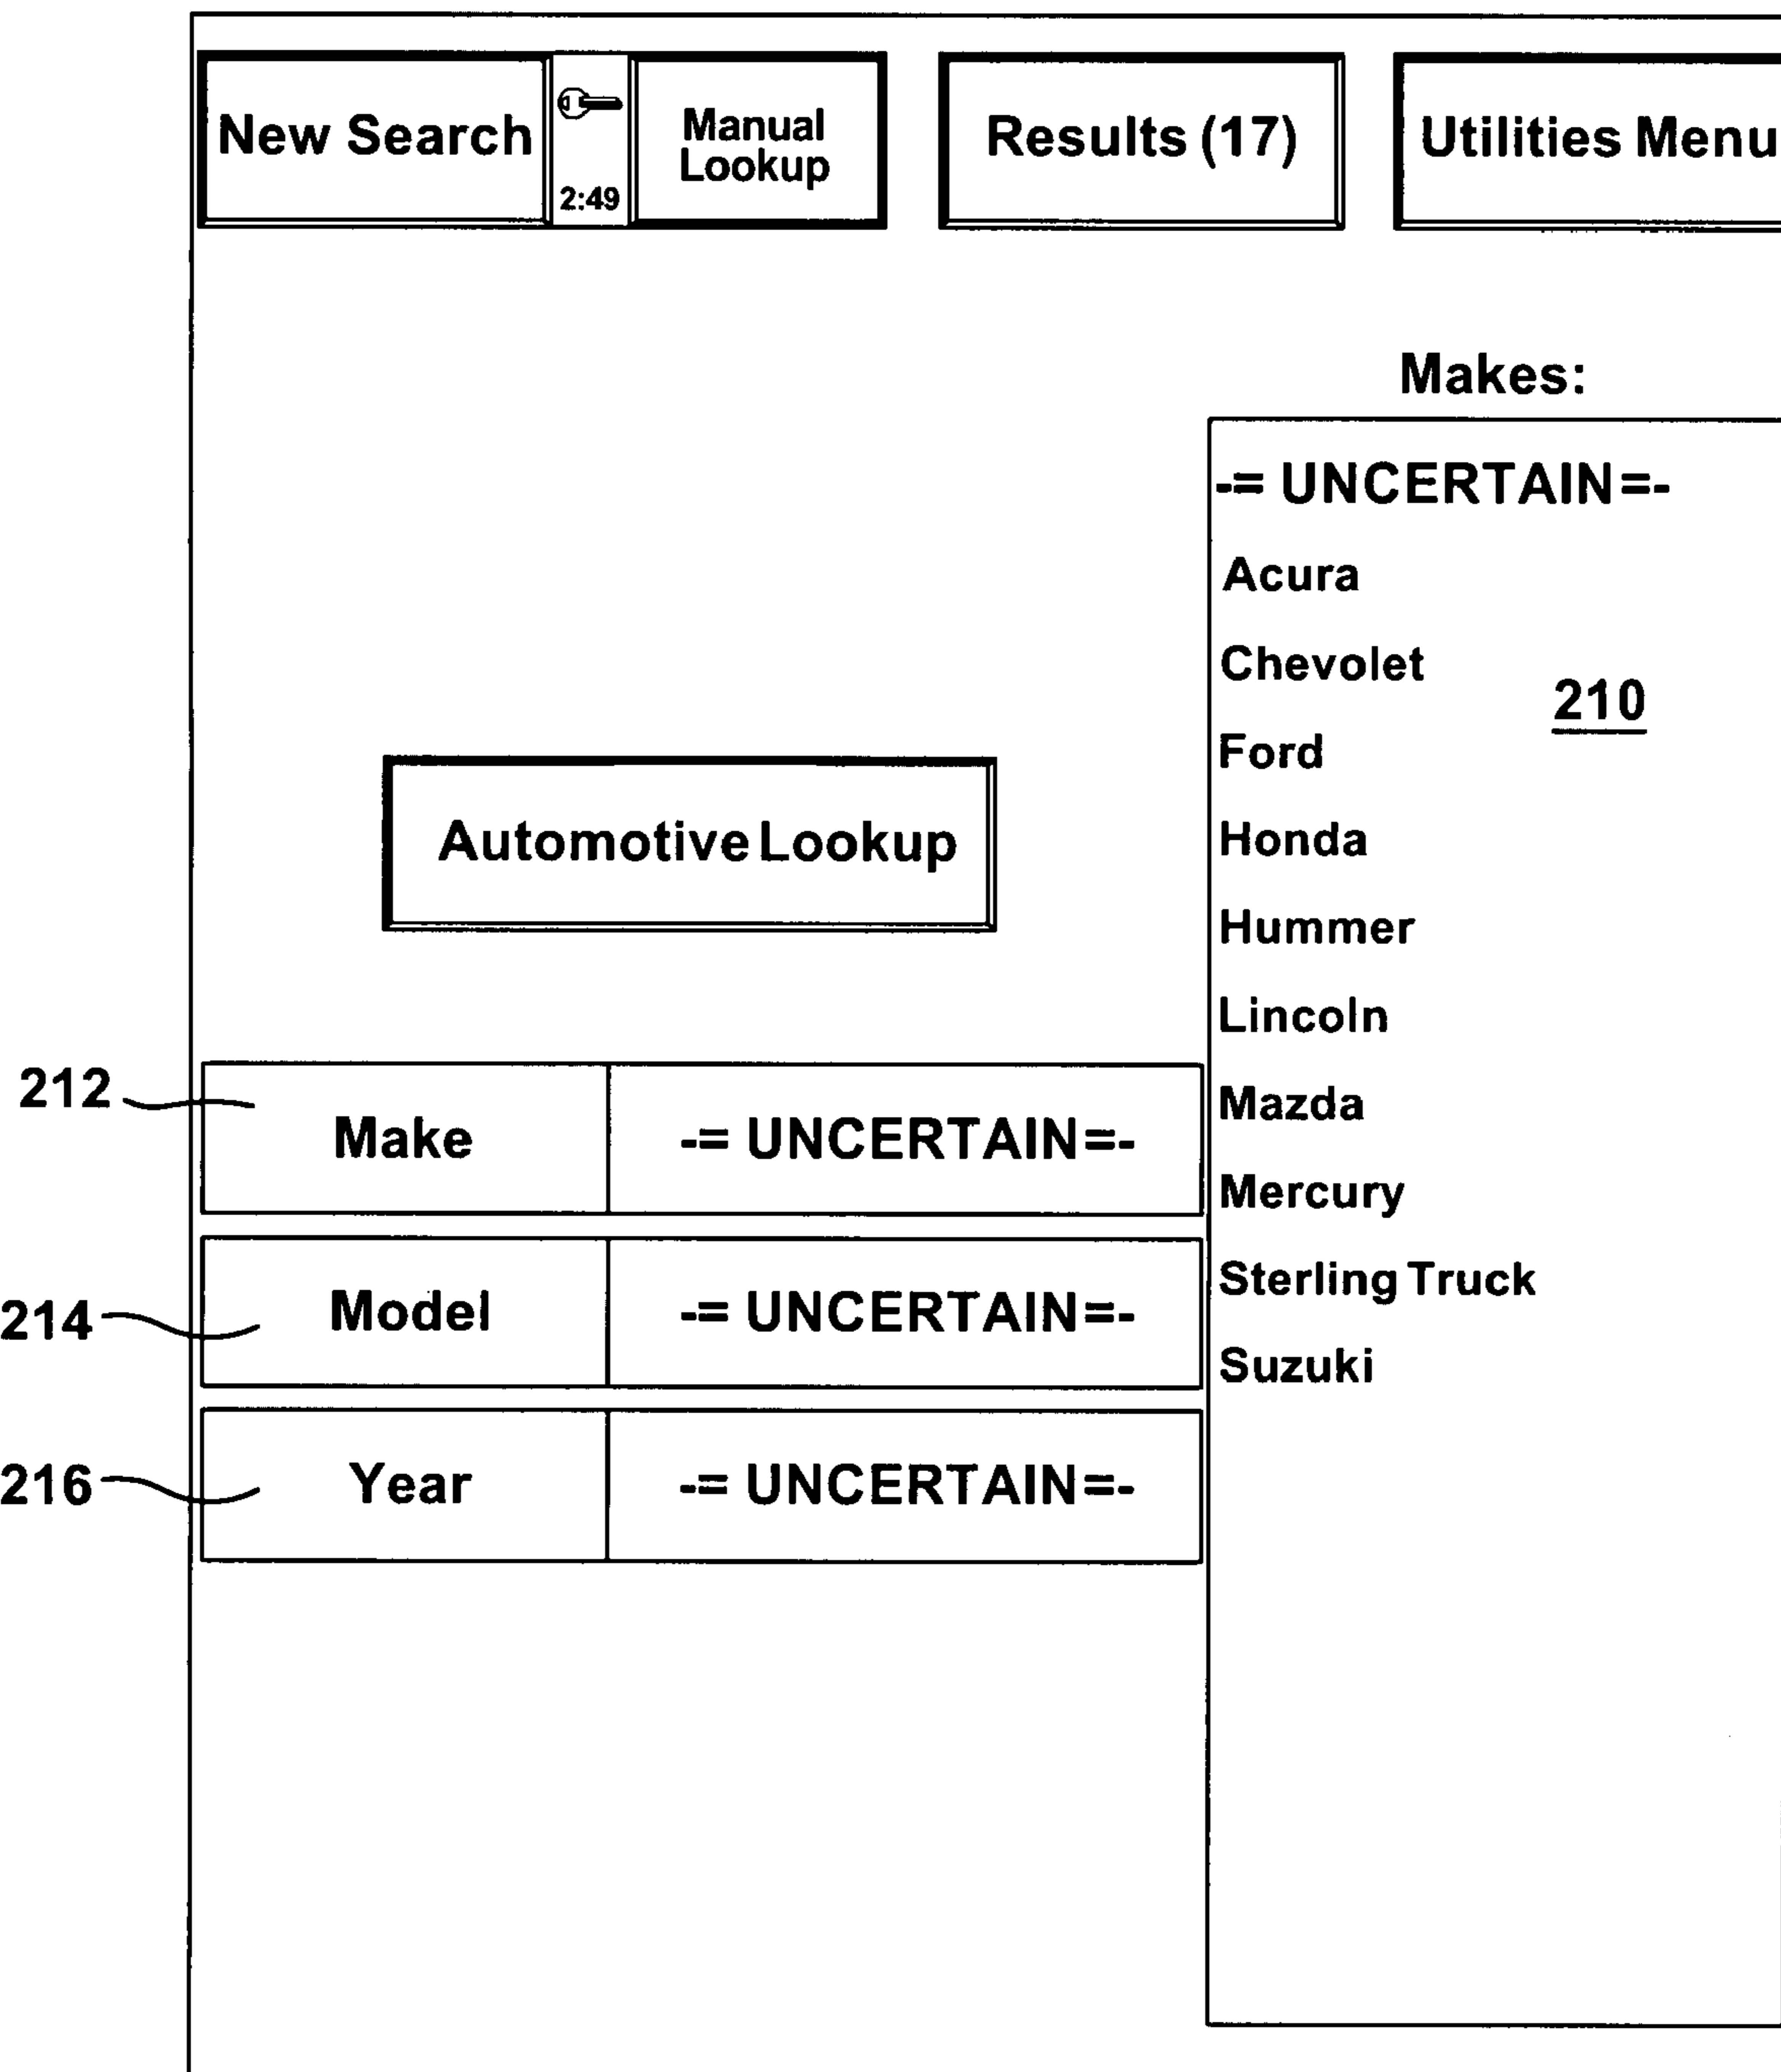 New Search
2:49
Manual
Lookup
Results (17)
Utilities Menu
Makes:
-= UNCERTAIN =-
Acura
Chevolet
210
Ford
Automotive Lookup
Honda
Hummer
Lincoln
212
Make
-= UNCERTAIN =-
Mazda
Mercury
214
Model
-= UNCERTAIN =-
Sterling Truck
Suzuki
216
Year
-= UNCERTAIN =-